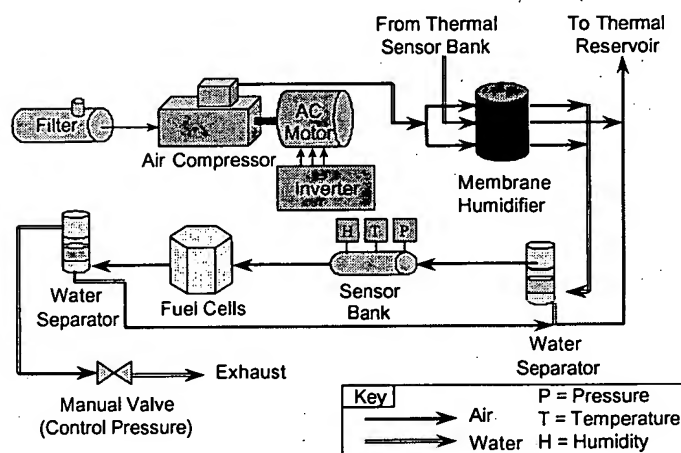 From Thermal
Sensor Bank
To Thermal
Reservoir
Filter
AC
Motor
Air Compressor
Inverter
Membrane
Humidifier
H T P
Water
Separator
Fuel Cells
Sensor
Bank
Water
Separator
Exhaust
Manual Valve
(Control Pressure)
Key
Air
Water
P = Pressure
T = Temperature
H = Humidity